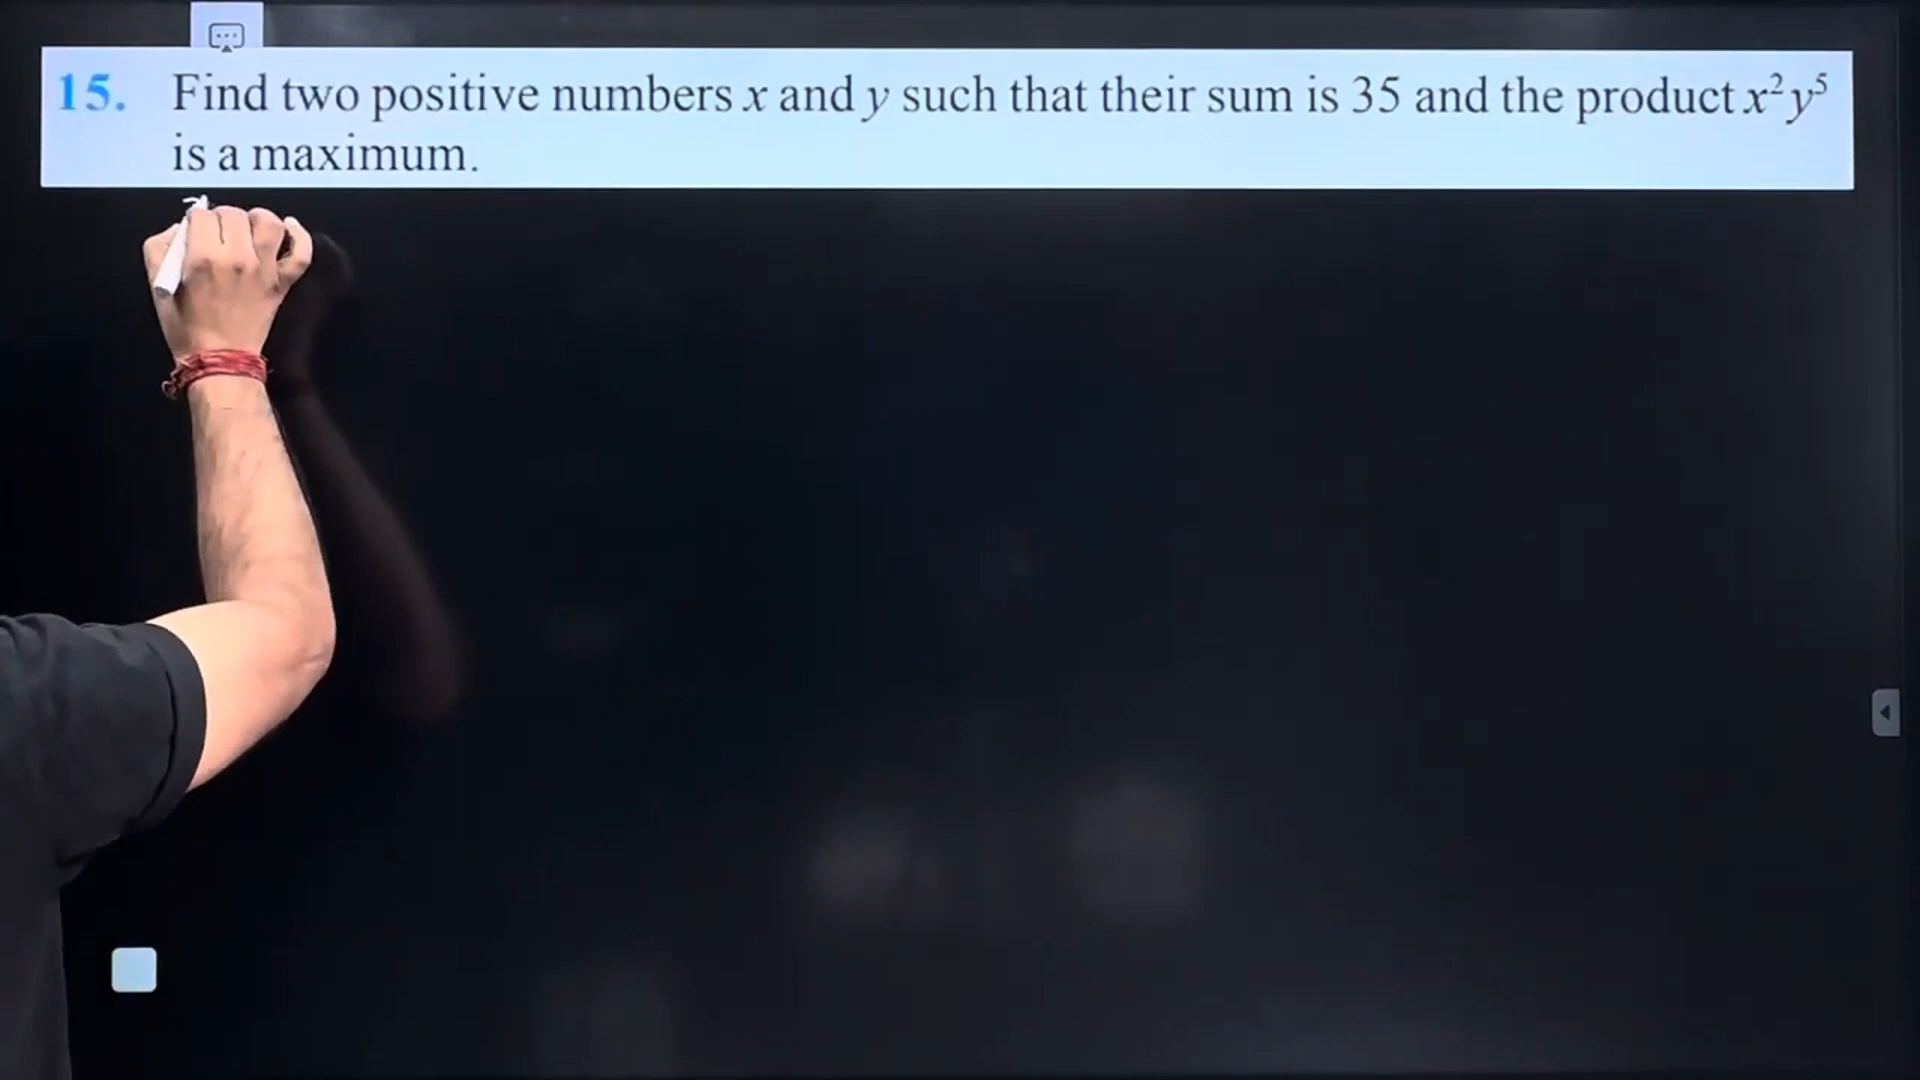 15. Find two positive numbers x and y such that their sum is 35 and the product x²y⁵
is a maximum.